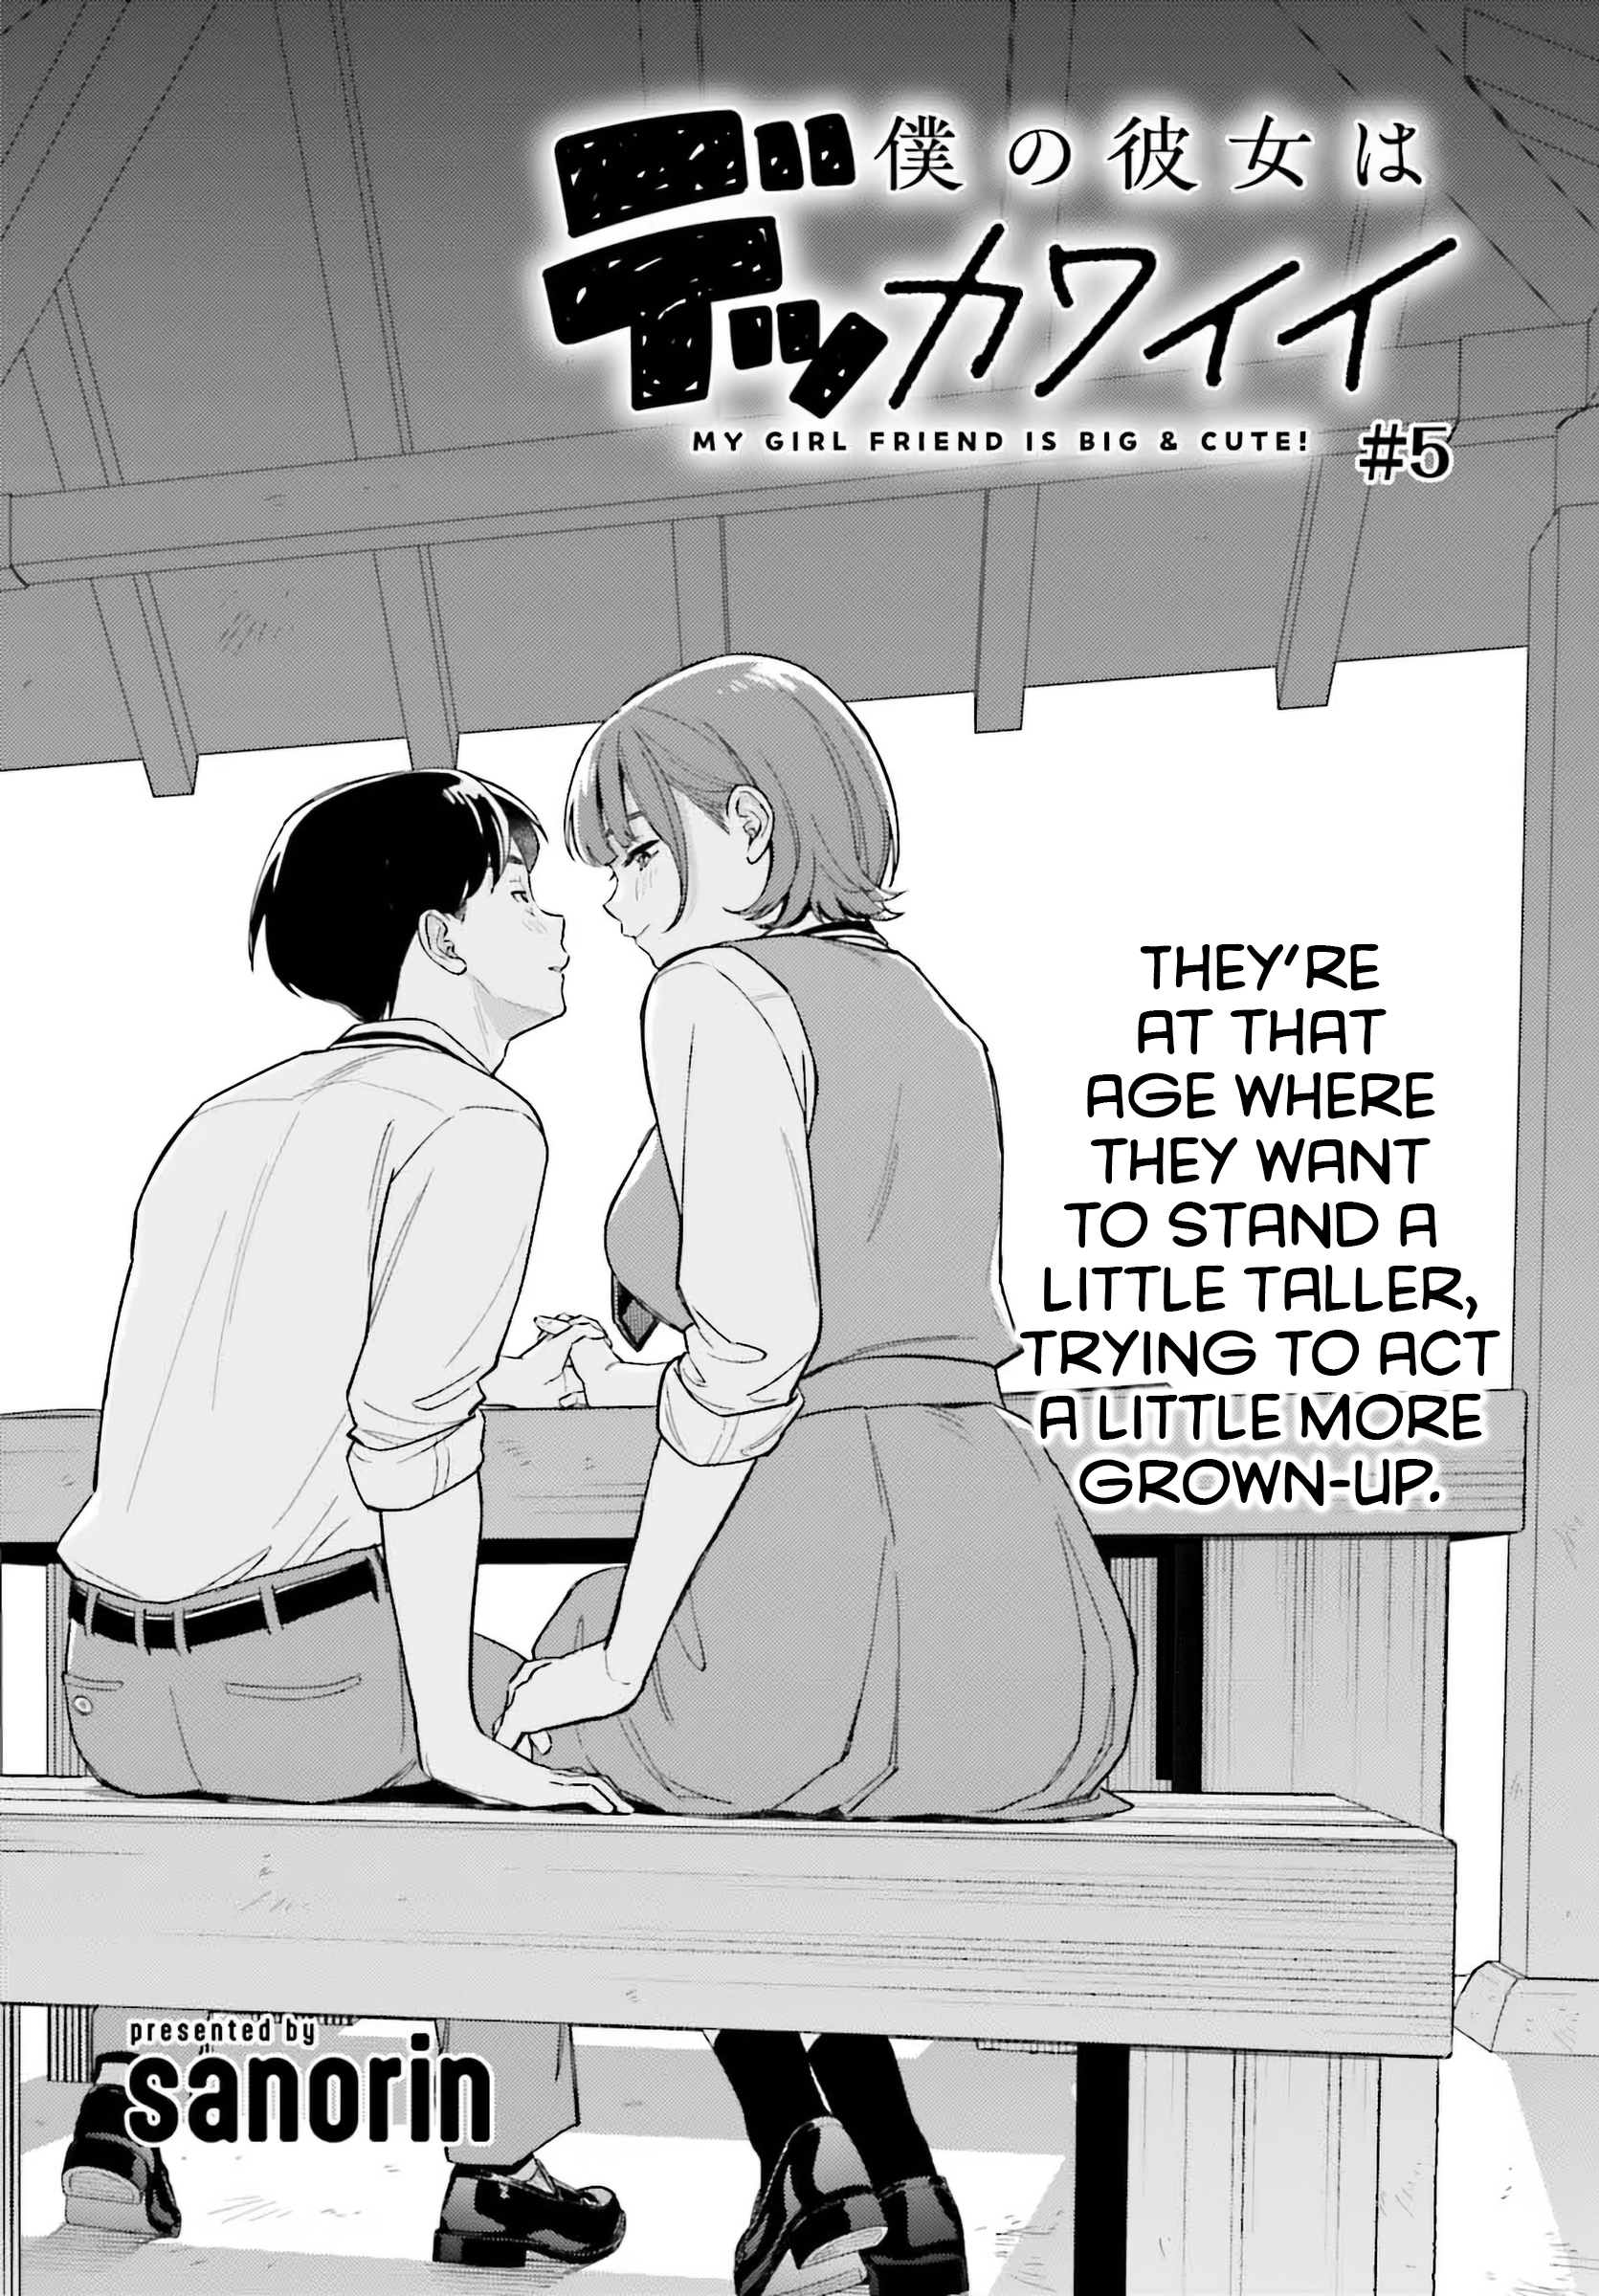 僕の彼女は
デッカワイイ
MY GIRL FRIEND IS BIG & CUTE!
#5
THEY'RE
AT THAT
AGE WHERE
THEY WANT
TO STAND A
LITTLE TALLER,
TRYING TO ACT
A LITTLE MORE
GROWN-UP.
presented by
sanorin